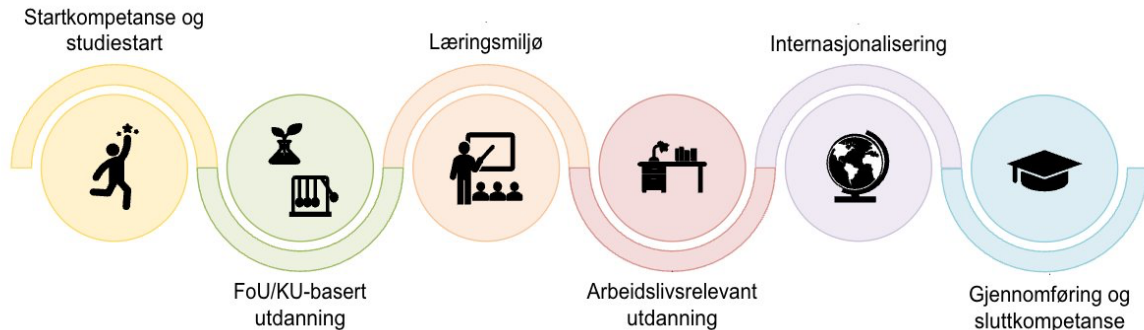 Startkompetanse og
studiestart
FoU/KU-basert
utdanning
Læringsmiljø
Arbeidslivsrelevant
utdanning
Internasjonalisering
Gjennomføring og
sluttkompetanse